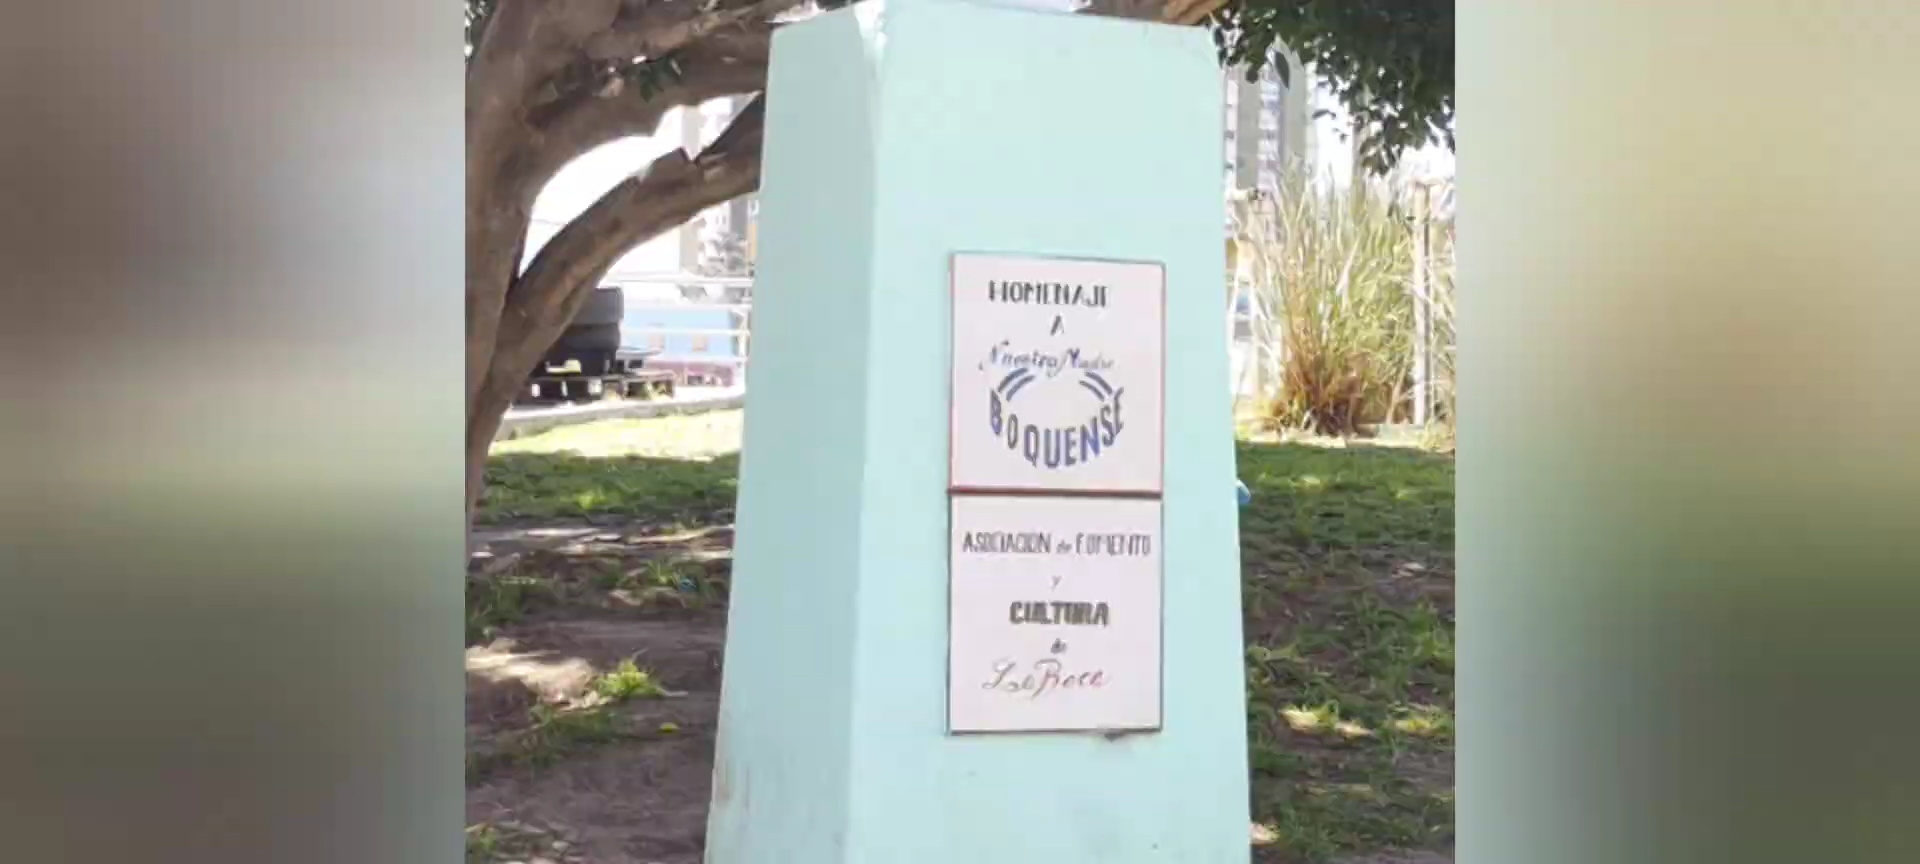 HOMENAJE
A
Nuestra Madre
BOQUENSE
ASOCIACION de FOMENTO
y
CULTURA
de
La Boca